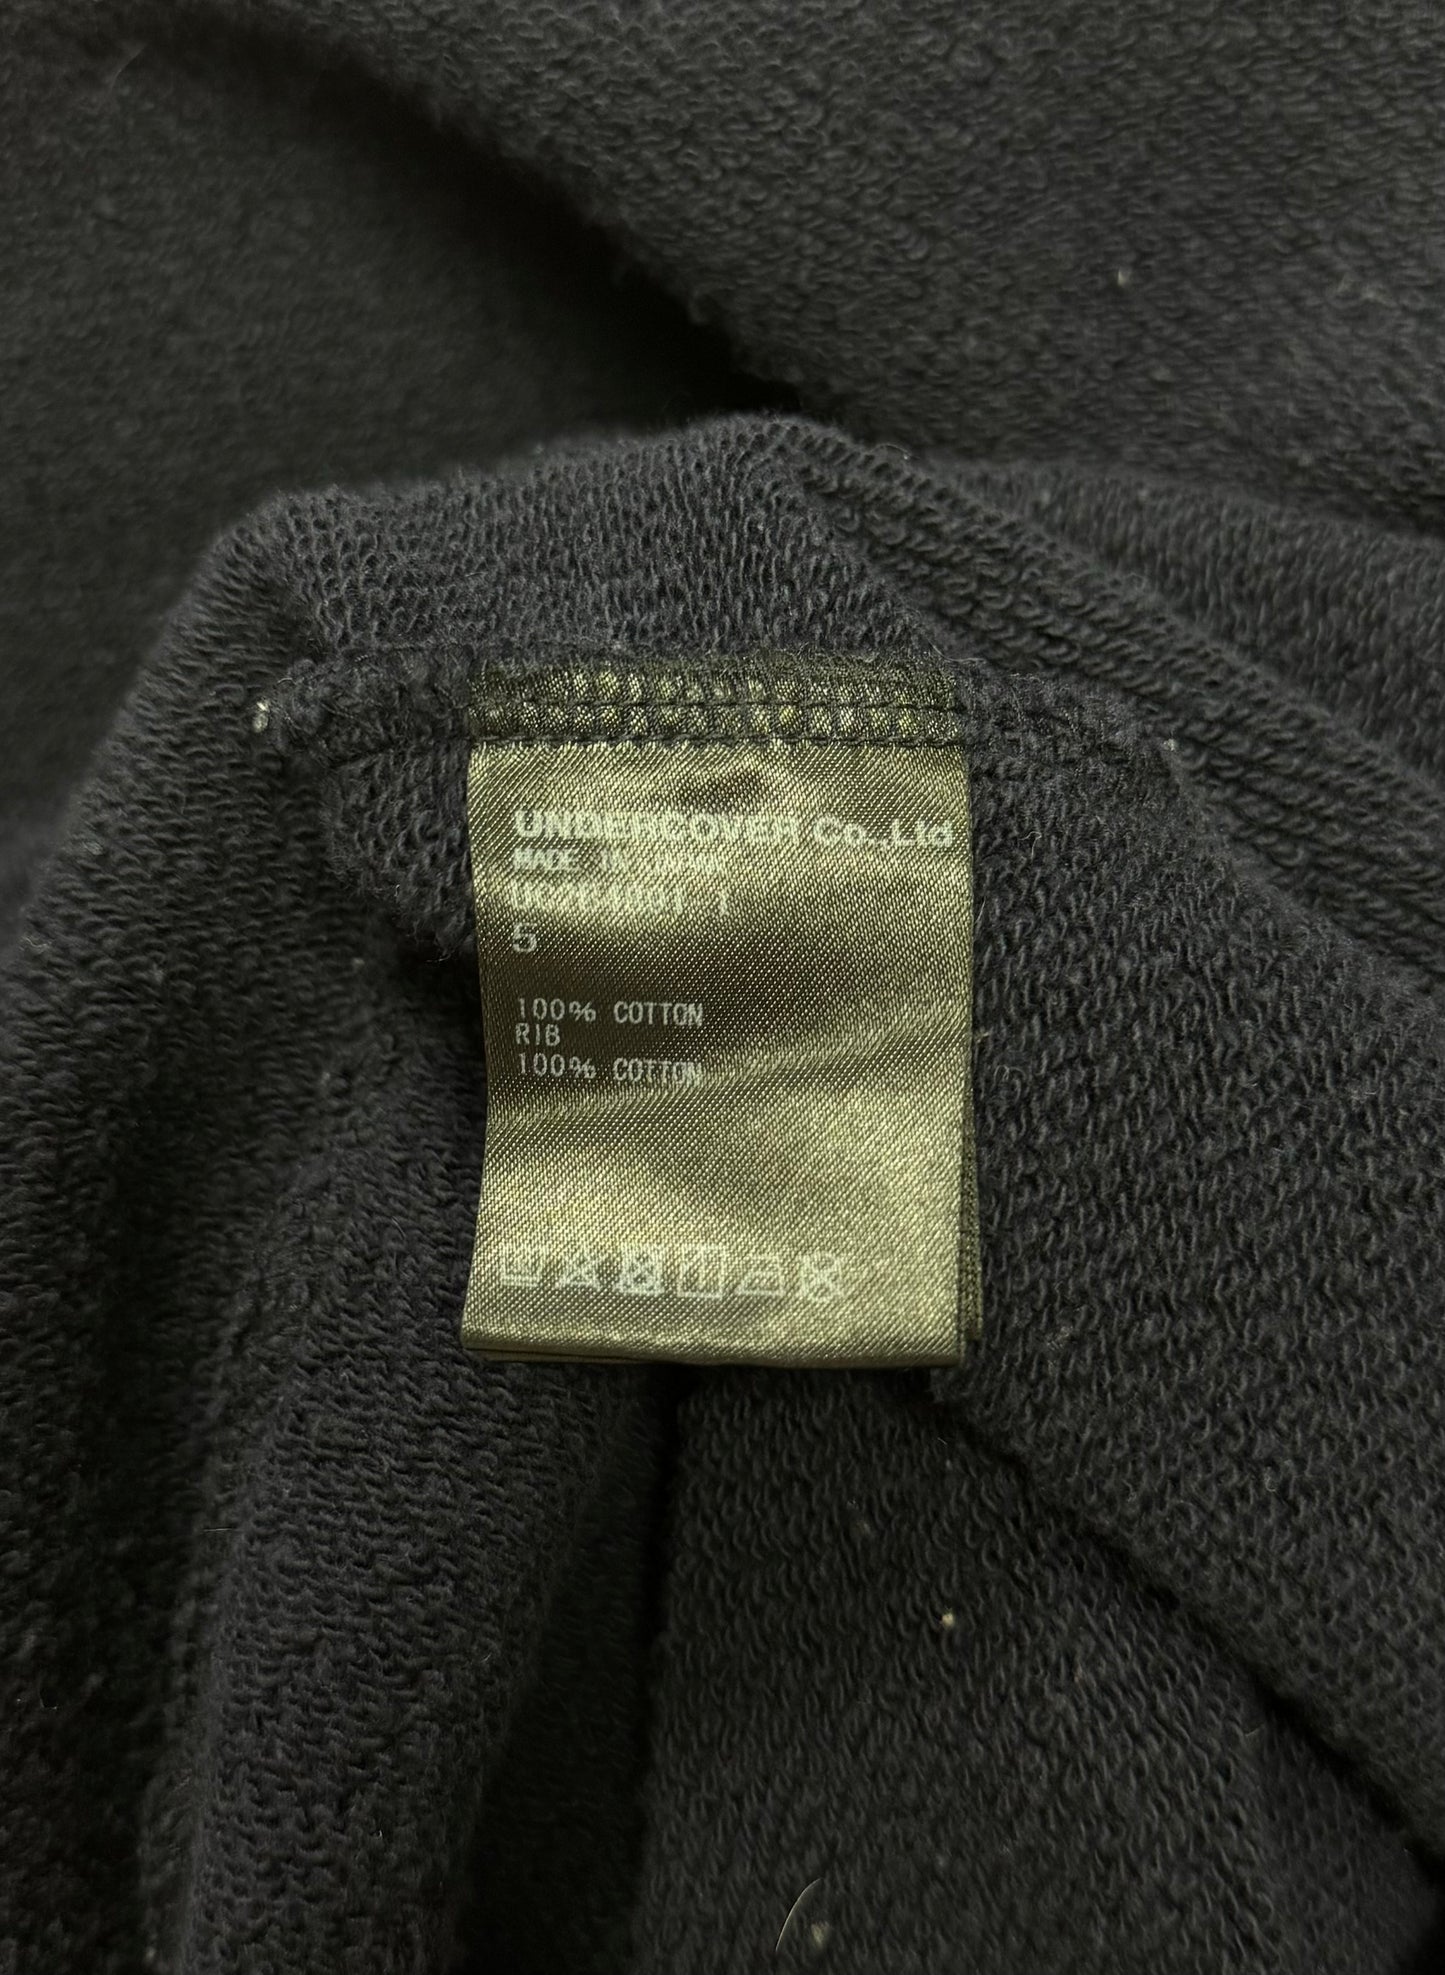 UNDERCOVER Co.,Ltd
MADE IN JAPAN
5
100% COTTON
RIB
100% COTTON